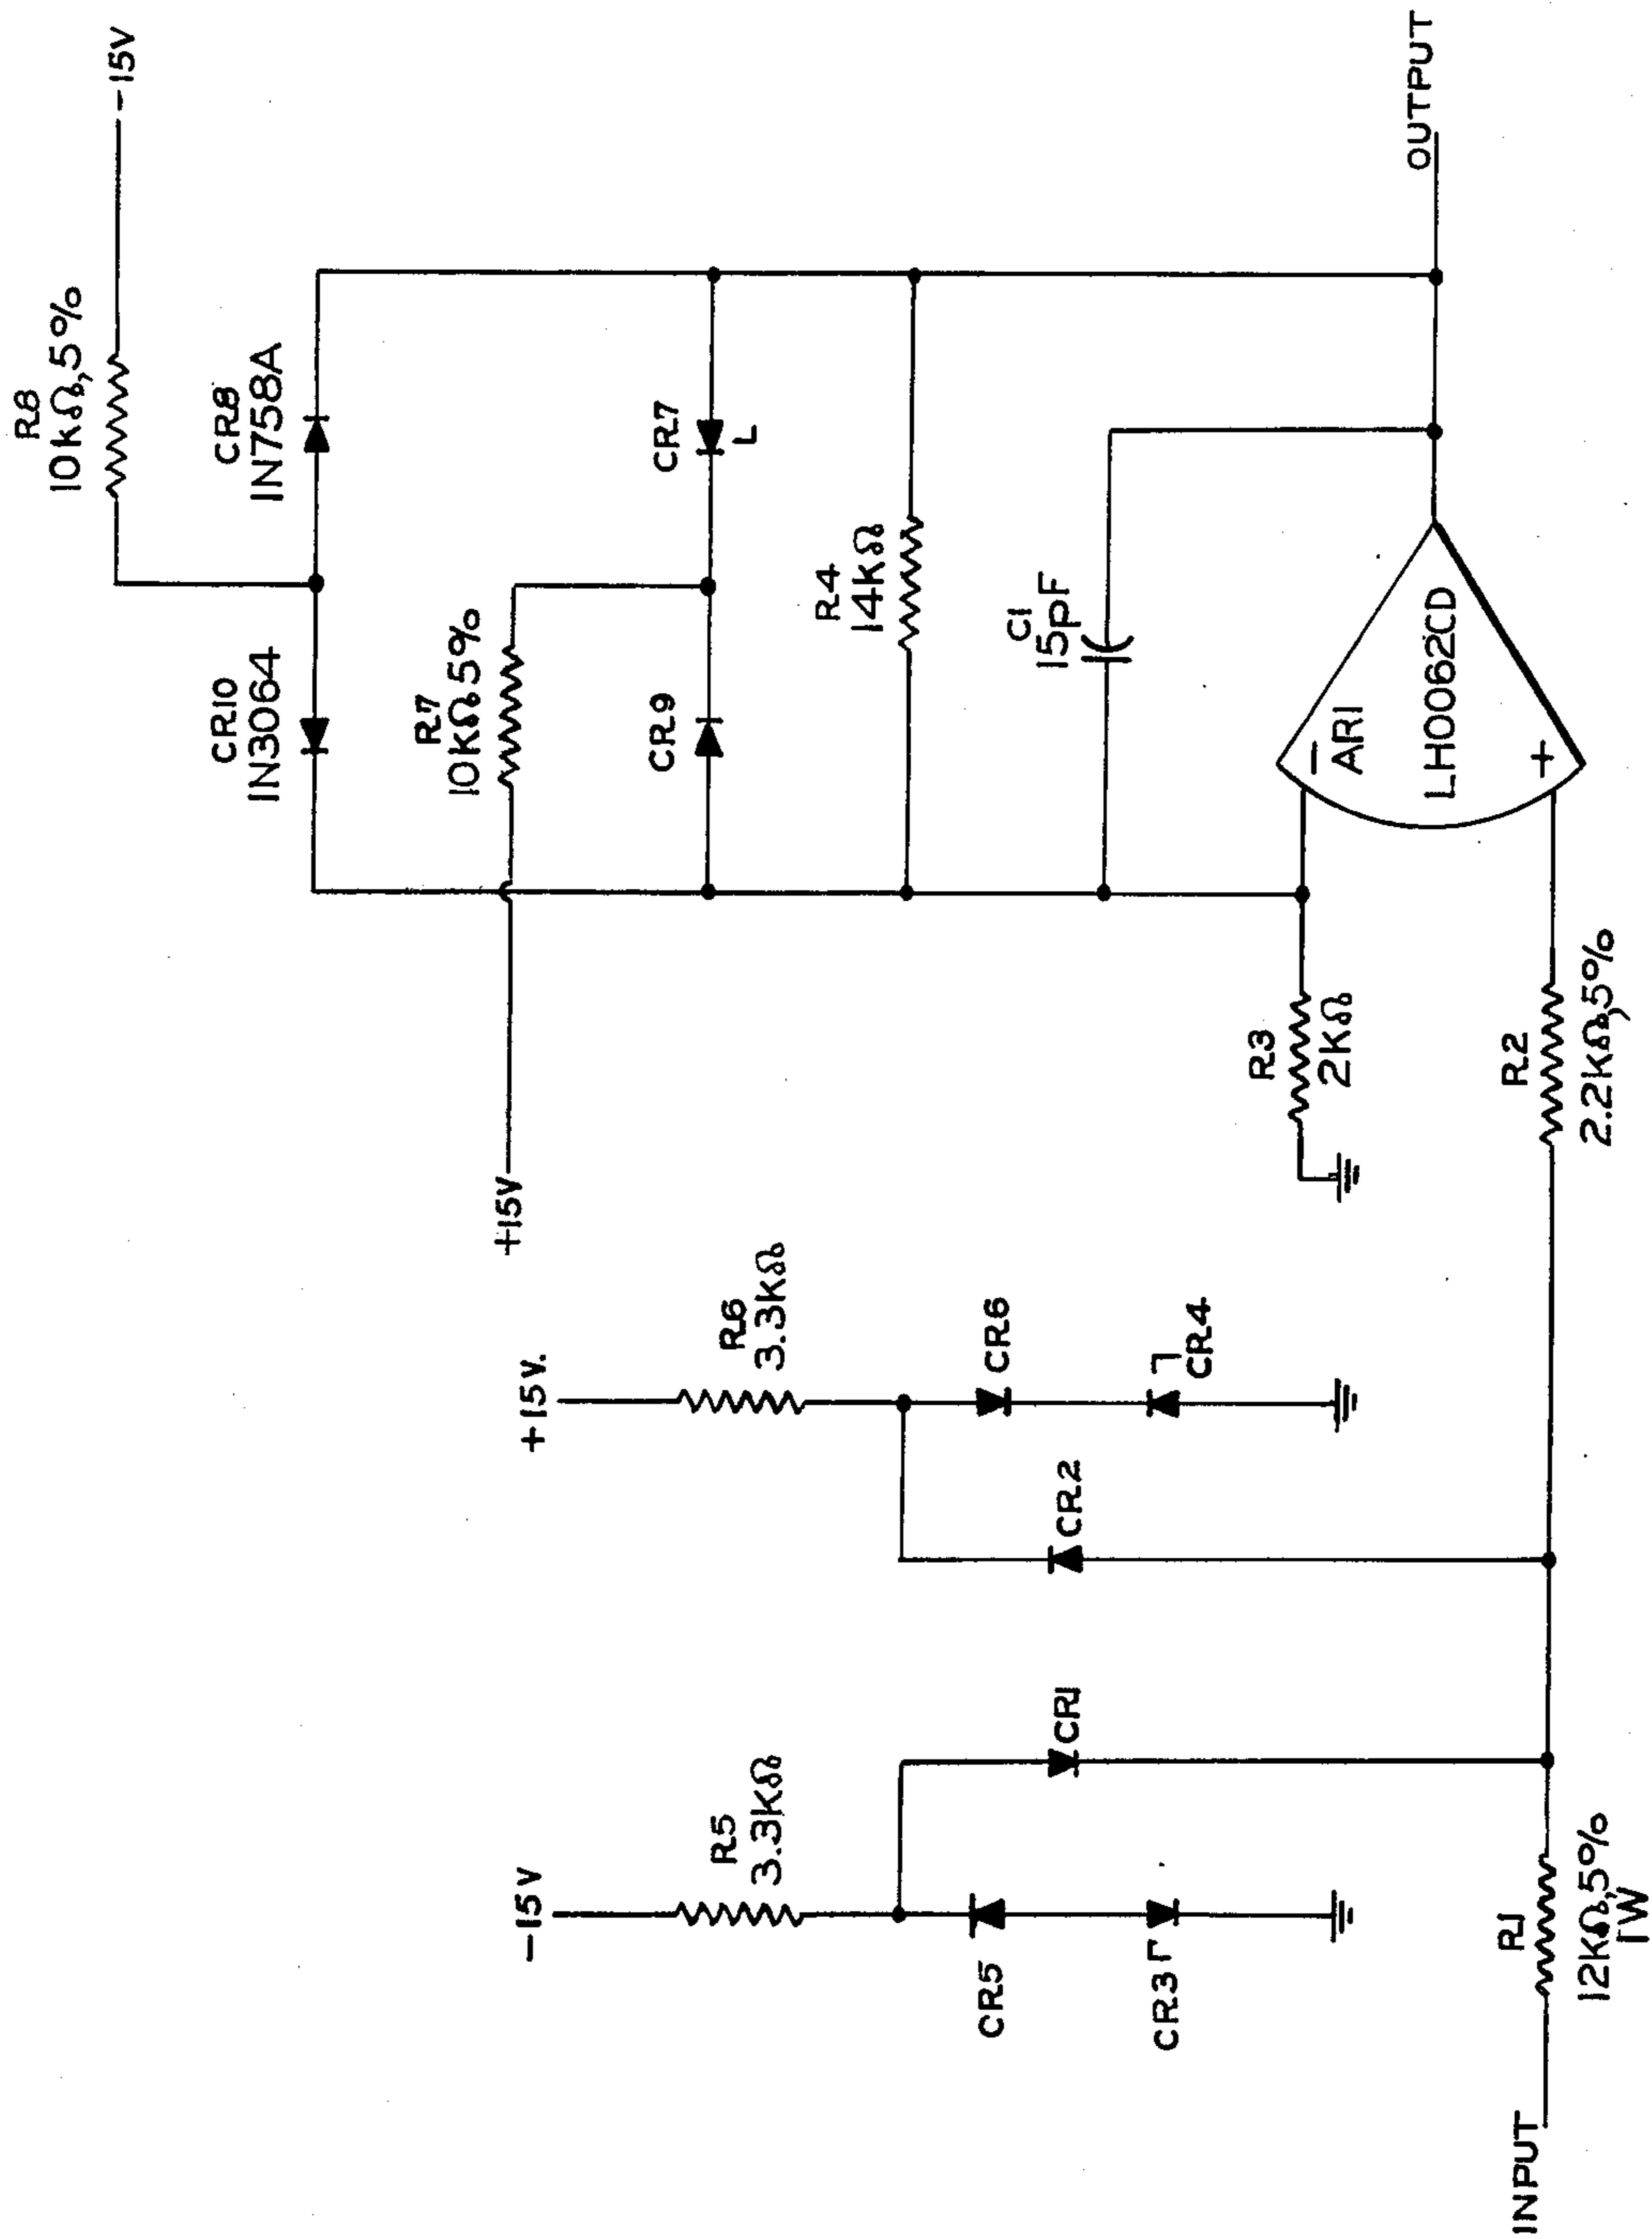 R8
10kΩ,5%
-15V
CR10
1N3064
CR8
1N758A
+15V
R7
10KΩ5%
CR9
CR7
R4
14KΩ
C1
15pF
-15V
R5
3.3KΩ
CR5
CR3
CR1
+15V.
R6
3.3KΩ
CR6
CR4
CR2
R3
2KΩ
−
AR1
LH0062CD
+
OUTPUT
INPUT
R1
12KΩ,5%
1W
R2
2.2KΩ,5%